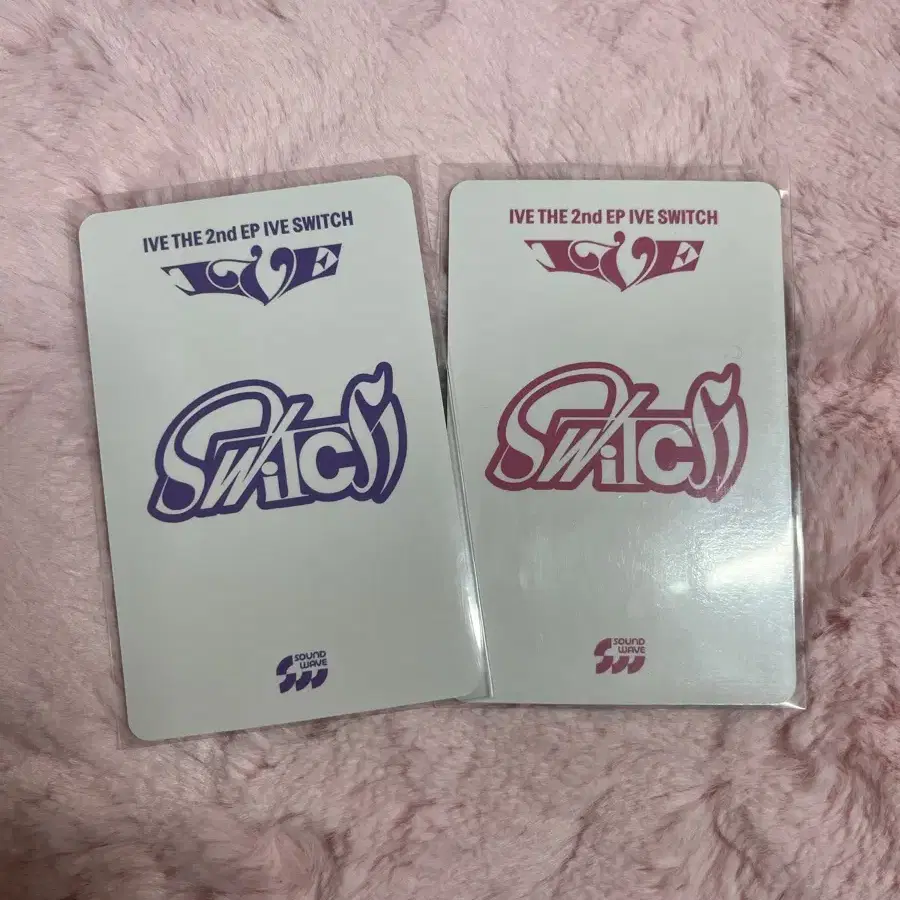 IVE THE 2nd EP IVE SWITCH
IVE
SWITCH
SOUND
WAVE
IVE THE 2nd EP IVE SWITCH
IVE
SWITCH
SOUND
WAVE